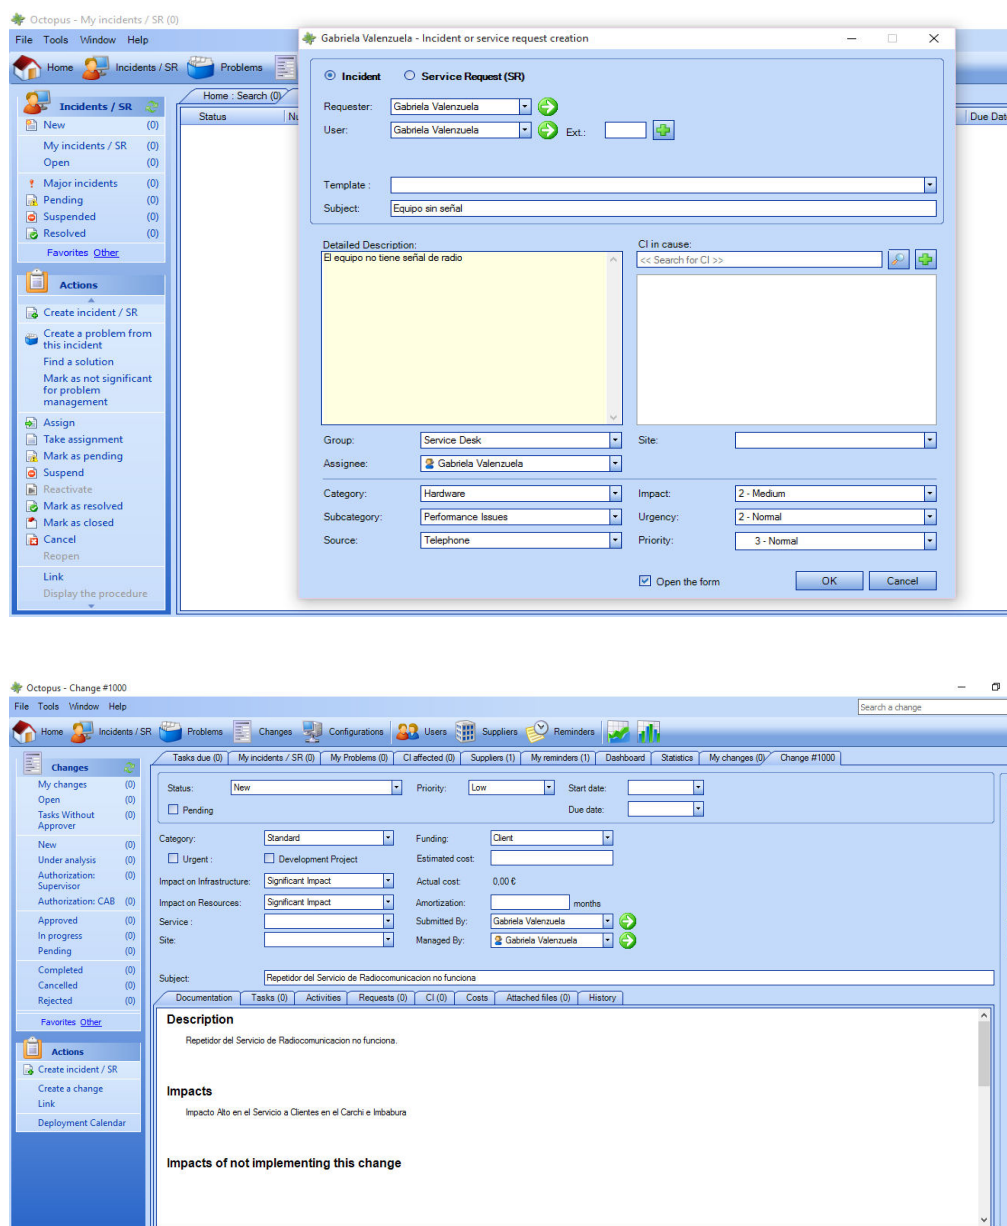 Octopus - My incidents / SR (0)
File Tools Window Help
Home Incidents / SR Problems
Incidents / SR
New (0)
My incidents / SR (0)
Open (0)
Major incidents (0)
Pending (0)
Suspended (0)
Resolved (0)
Favorites Other
Actions
Create incident / SR
Create a problem from
this incident
Find a solution
Mark as not significant
for problem
management
Assign
Take assignment
Mark as pending
Suspend
Reactivate
Mark as resolved
Mark as closed
Cancel
Reopen
Link
Display the procedure
Home : Search (0)
Status
Due Dat
Gabriela Valenzuela - Incident or service request creation
Incident Service Request (SR)
Requester: Gabriela Valenzuela
User: Gabriela Valenzuela Ext.:
Template :
Subject: Equipo sin señal
Detailed Description: CI in cause:
El equipo no tiene señal de radio << Search for CI >>
Group: Service Desk Site:
Assignee: Gabriela Valenzuela
Category: Hardware Impact: 2 - Medium
Subcategory: Performance Issues Urgency: 2 - Normal
Source: Telephone Priority: 3 - Normal
Open the form OK Cancel
Octopus - Change #1000
File Tools Window Help Search a change
Home Incidents / SR Problems Changes Configurations Users Suppliers Reminders
Changes
My changes (0)
Open (0)
Tasks Without (0)
Approver
New (0)
Under analysis (0)
Authorization: (0)
Supervisor
Authorization: CAB (0)
Approved (0)
In progress (0)
Pending (0)
Completed (0)
Cancelled (0)
Rejected (0)
Favorites Other
Actions
Create incident / SR
Create a change
Link
Deployment Calendar
Tasks due (0) My incidents / SR (0) My Problems (0) CI affected (0) Suppliers (1) My reminders (1) Dashboard Statistics My changes (0) Change #1000
Status: New Priority: Low Start date:
Pending Due date:
Category: Standard Funding: Client
Urgent : Development Project Estimated cost:
Impact on Infrastructure: Significant Impact Actual cost: 0,00 €
Impact on Resources: Significant Impact Amortization: months
Service : Submitted By: Gabriela Valenzuela
Site: Managed By: Gabriela Valenzuela
Subject: Repetidor del Servicio de Radiocomunicacion no funciona
Documentation Tasks (0) Activities Requests (0) CI (0) Costs Attached files (0) History
Description
Repetidor del Servicio de Radiocomunicacion no funciona.
Impacts
Impacto Alto en el Servicio a Clientes en el Carchi e Imbabura
Impacts of not implementing this change